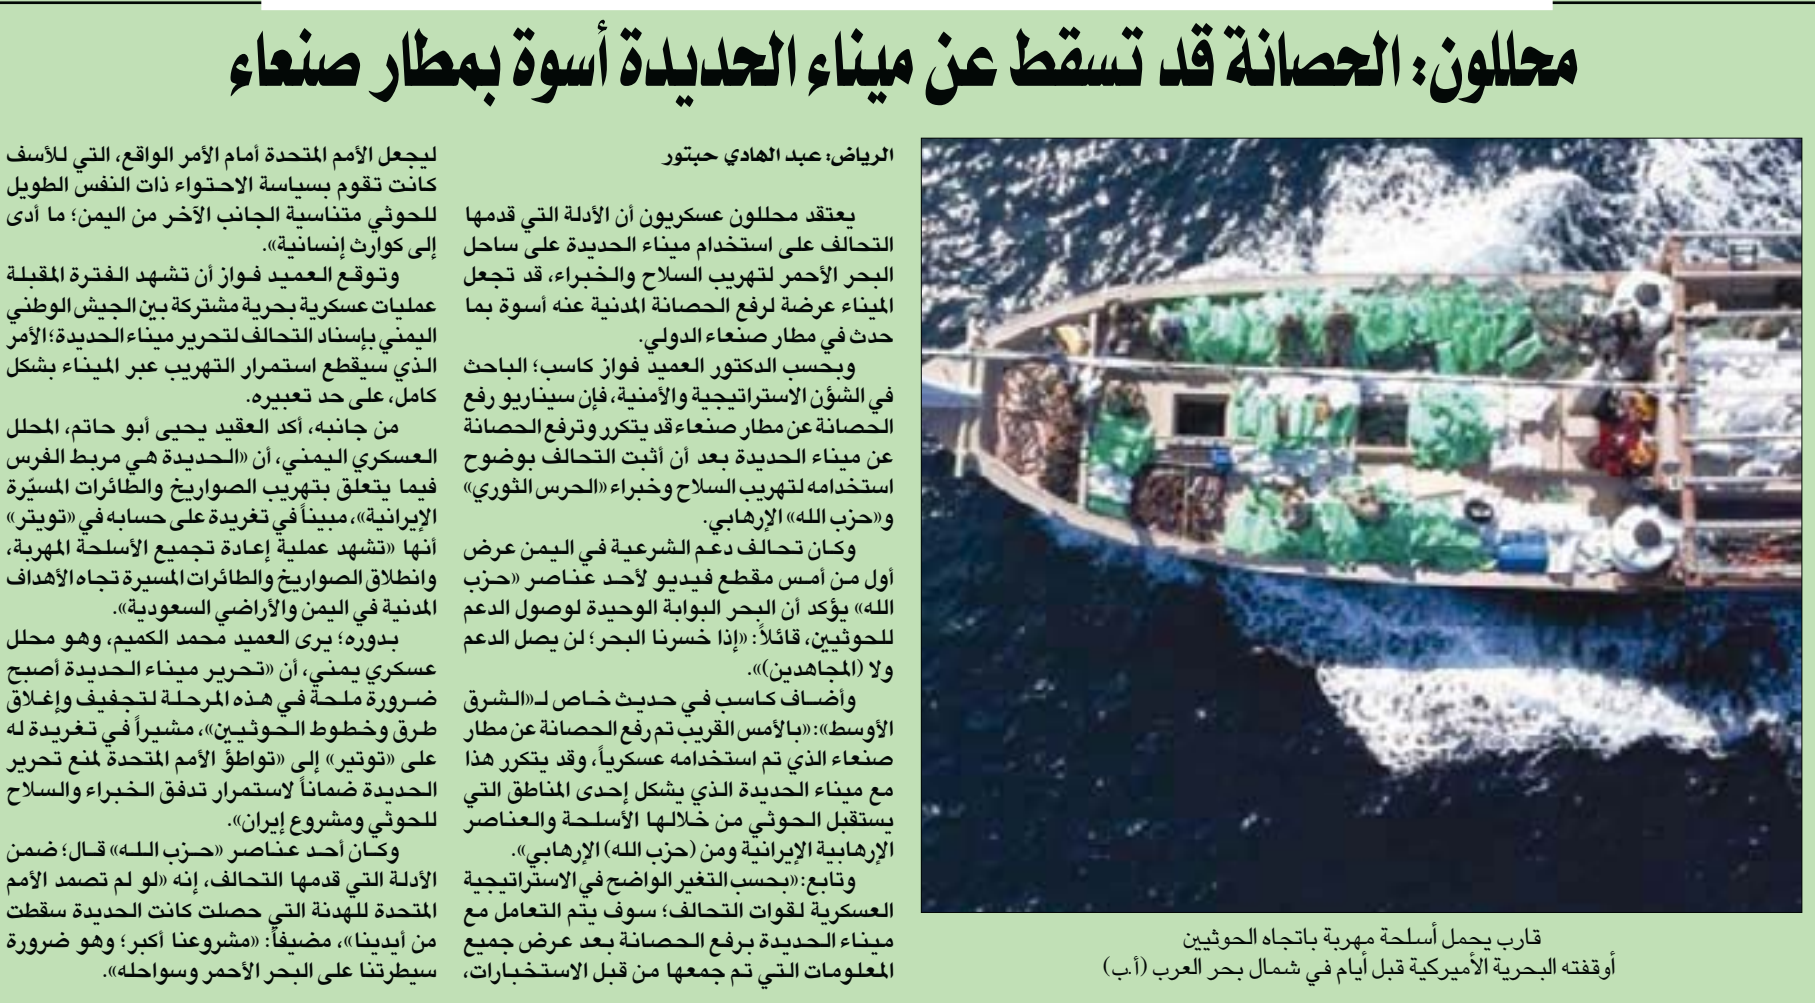 محللون: الحصانة قد تسقط عن ميناء الحديدة أسوة بمطار صنعاء
الرياض: عبد الهادي حبتور
يعتقد محللون عسكريون أن الأدلة التي قدمها
التحالف على استخدام ميناء الحديدة على ساحل
البحر الأحمر لتهريب السلاح والخبراء، قد تجعل
الميناء عرضة لرفع الحصانة المدنية عنه أسوة بما
حدث في مطار صنعاء الدولي.
وبحسب الدكتور العميد فواز كاسب؛ الباحث
في الشؤن الاستراتيجية والأمنية، فإن سيناريو رفع
الحصانة عن مطار صنعاء قد يتكرر وترفع الحصانة
عن ميناء الحديدة بعد أن أثبت التحالف بوضوح
استخدامه لتهريب السلاح وخبراء «الحرس الثوري»
و«حزب الله» الإرهابي.
وكان تحالف دعم الشرعية في اليمن عرض
أول من أمس مقطع فيديو لأحد عناصر «حزب
الله» يؤكد أن البحر البوابة الوحيدة لوصول الدعم
للحوثيين، قائلاً: «إذا خسرنا البحر؛ لن يصل الدعم
ولا (المجاهدين)».
وأضاف كاسب في حديث خاص لـ«الشرق
الأوسط»: «بالأمس القريب تم رفع الحصانة عن مطار
صنعاء الذي تم استخدامه عسكرياً، وقد يتكرر هذا
مع ميناء الحديدة الذي يشكل إحدى المناطق التي
يستقبل الحوثي من خلالها الأسلحة والعناصر
الإرهابية الإيرانية ومن (حزب الله) الإرهابي».
وتابع: «بحسب التغير الواضح في الاستراتيجية
العسكرية لقوات التحالف؛ سوف يتم التعامل مع
ميناء الحديدة برفع الحصانة بعد عرض جميع
المعلومات التي تم جمعها من قبل الاستخبارات،
ليجعل الأمم المتحدة أمام الأمر الواقع، التي للأسف
كانت تقوم بسياسة الاحتواء ذات النفس الطويل
للحوثي متناسية الجانب الآخر من اليمن؛ ما أدى
إلى كوارث إنسانية».
وتوقع العميد فواز أن تشهد الفترة المقبلة
عمليات عسكرية بحرية مشتركة بين الجيش الوطني
اليمني بإسناد التحالف لتحرير ميناء الحديدة؛ الأمر
الذي سيقطع استمرار التهريب عبر الميناء بشكل
كامل، على حد تعبيره.
من جانبه، أكد العقيد يحيى أبو حاتم، المحلل
العسكري اليمني، أن «الحديدة هي مربط الفرس
فيما يتعلق بتهريب الصواريخ والطائرات المسيّرة
الإيرانية»، مبيناً في تغريدة على حسابه في «تويتر»
أنها «تشهد عملية إعادة تجميع الأسلحة المهربة،
وانطلاق الصواريخ والطائرات المسيرة تجاه الأهداف
المدنية في اليمن والأراضي السعودية».
بدوره؛ يرى العميد محمد الكميم، وهو محلل
عسكري يمني، أن «تحرير ميناء الحديدة أصبح
ضرورة ملحة في هذه المرحلة لتجفيف وإغلاق
طرق وخطوط الحوثيين»، مشيراً في تغريدة له
على «توتير» إلى «تواطؤ الأمم المتحدة لمنع تحرير
الحديدة ضماناً لاستمرار تدفق الخبراء والسلاح
للحوثي ومشروع إيران».
وكان أحد عناصر «حزب الله» قال؛ ضمن
الأدلة التي قدمها التحالف، إنه «لو لم تصمد الأمم
المتحدة للهدنة التي حصلت كانت الحديدة سقطت
من أيدينا»، مضيفاً: «مشروعنا أكبر؛ وهو ضرورة
سيطرتنا على البحر الأحمر وسواحله».
قارب يحمل أسلحة مهربة باتجاه الحوثيين
أوقفته البحرية الأميركية قبل أيام في شمال بحر العرب (أ.ب)